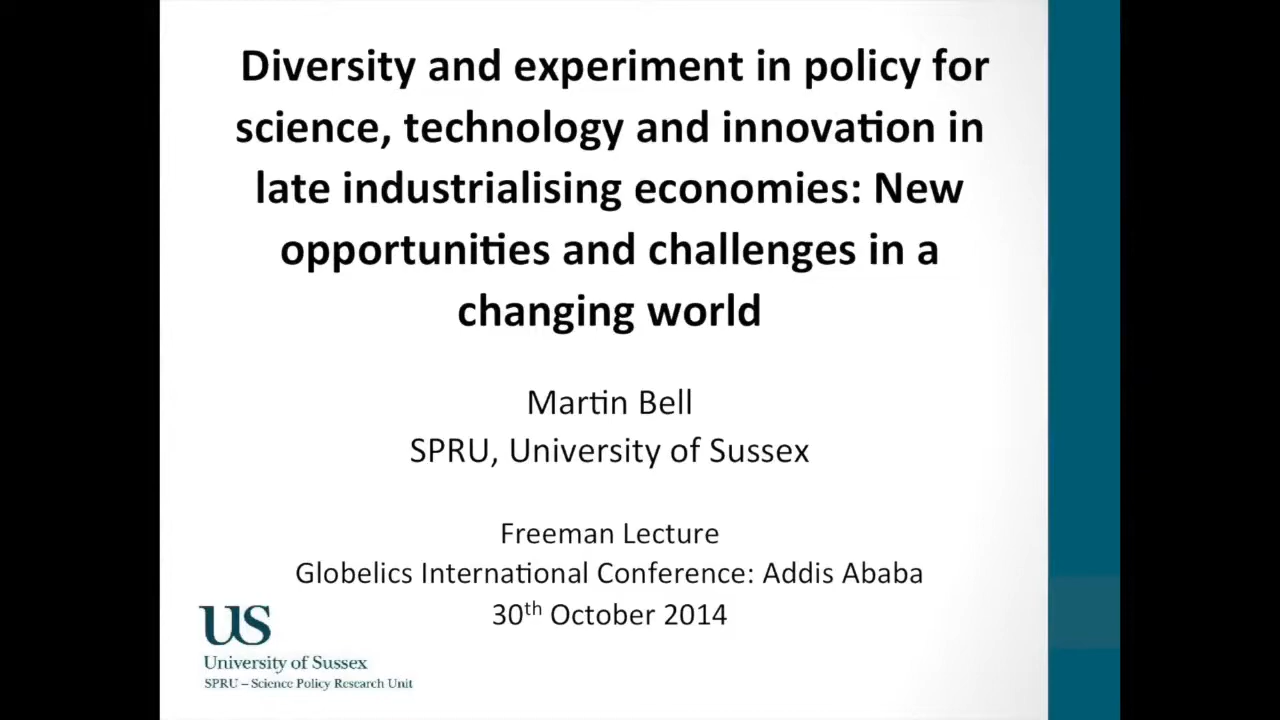 Diversity and experiment in policy for
science, technology and innovation in
late industrialising economies: New
opportunities and challenges in a
changing world
Martin Bell
SPRU, University of Sussex
Freeman Lecture
Globelics International Conference: Addis Ababa
30th October 2014
US
University of Sussex
SPRU – Science Policy Research Unit